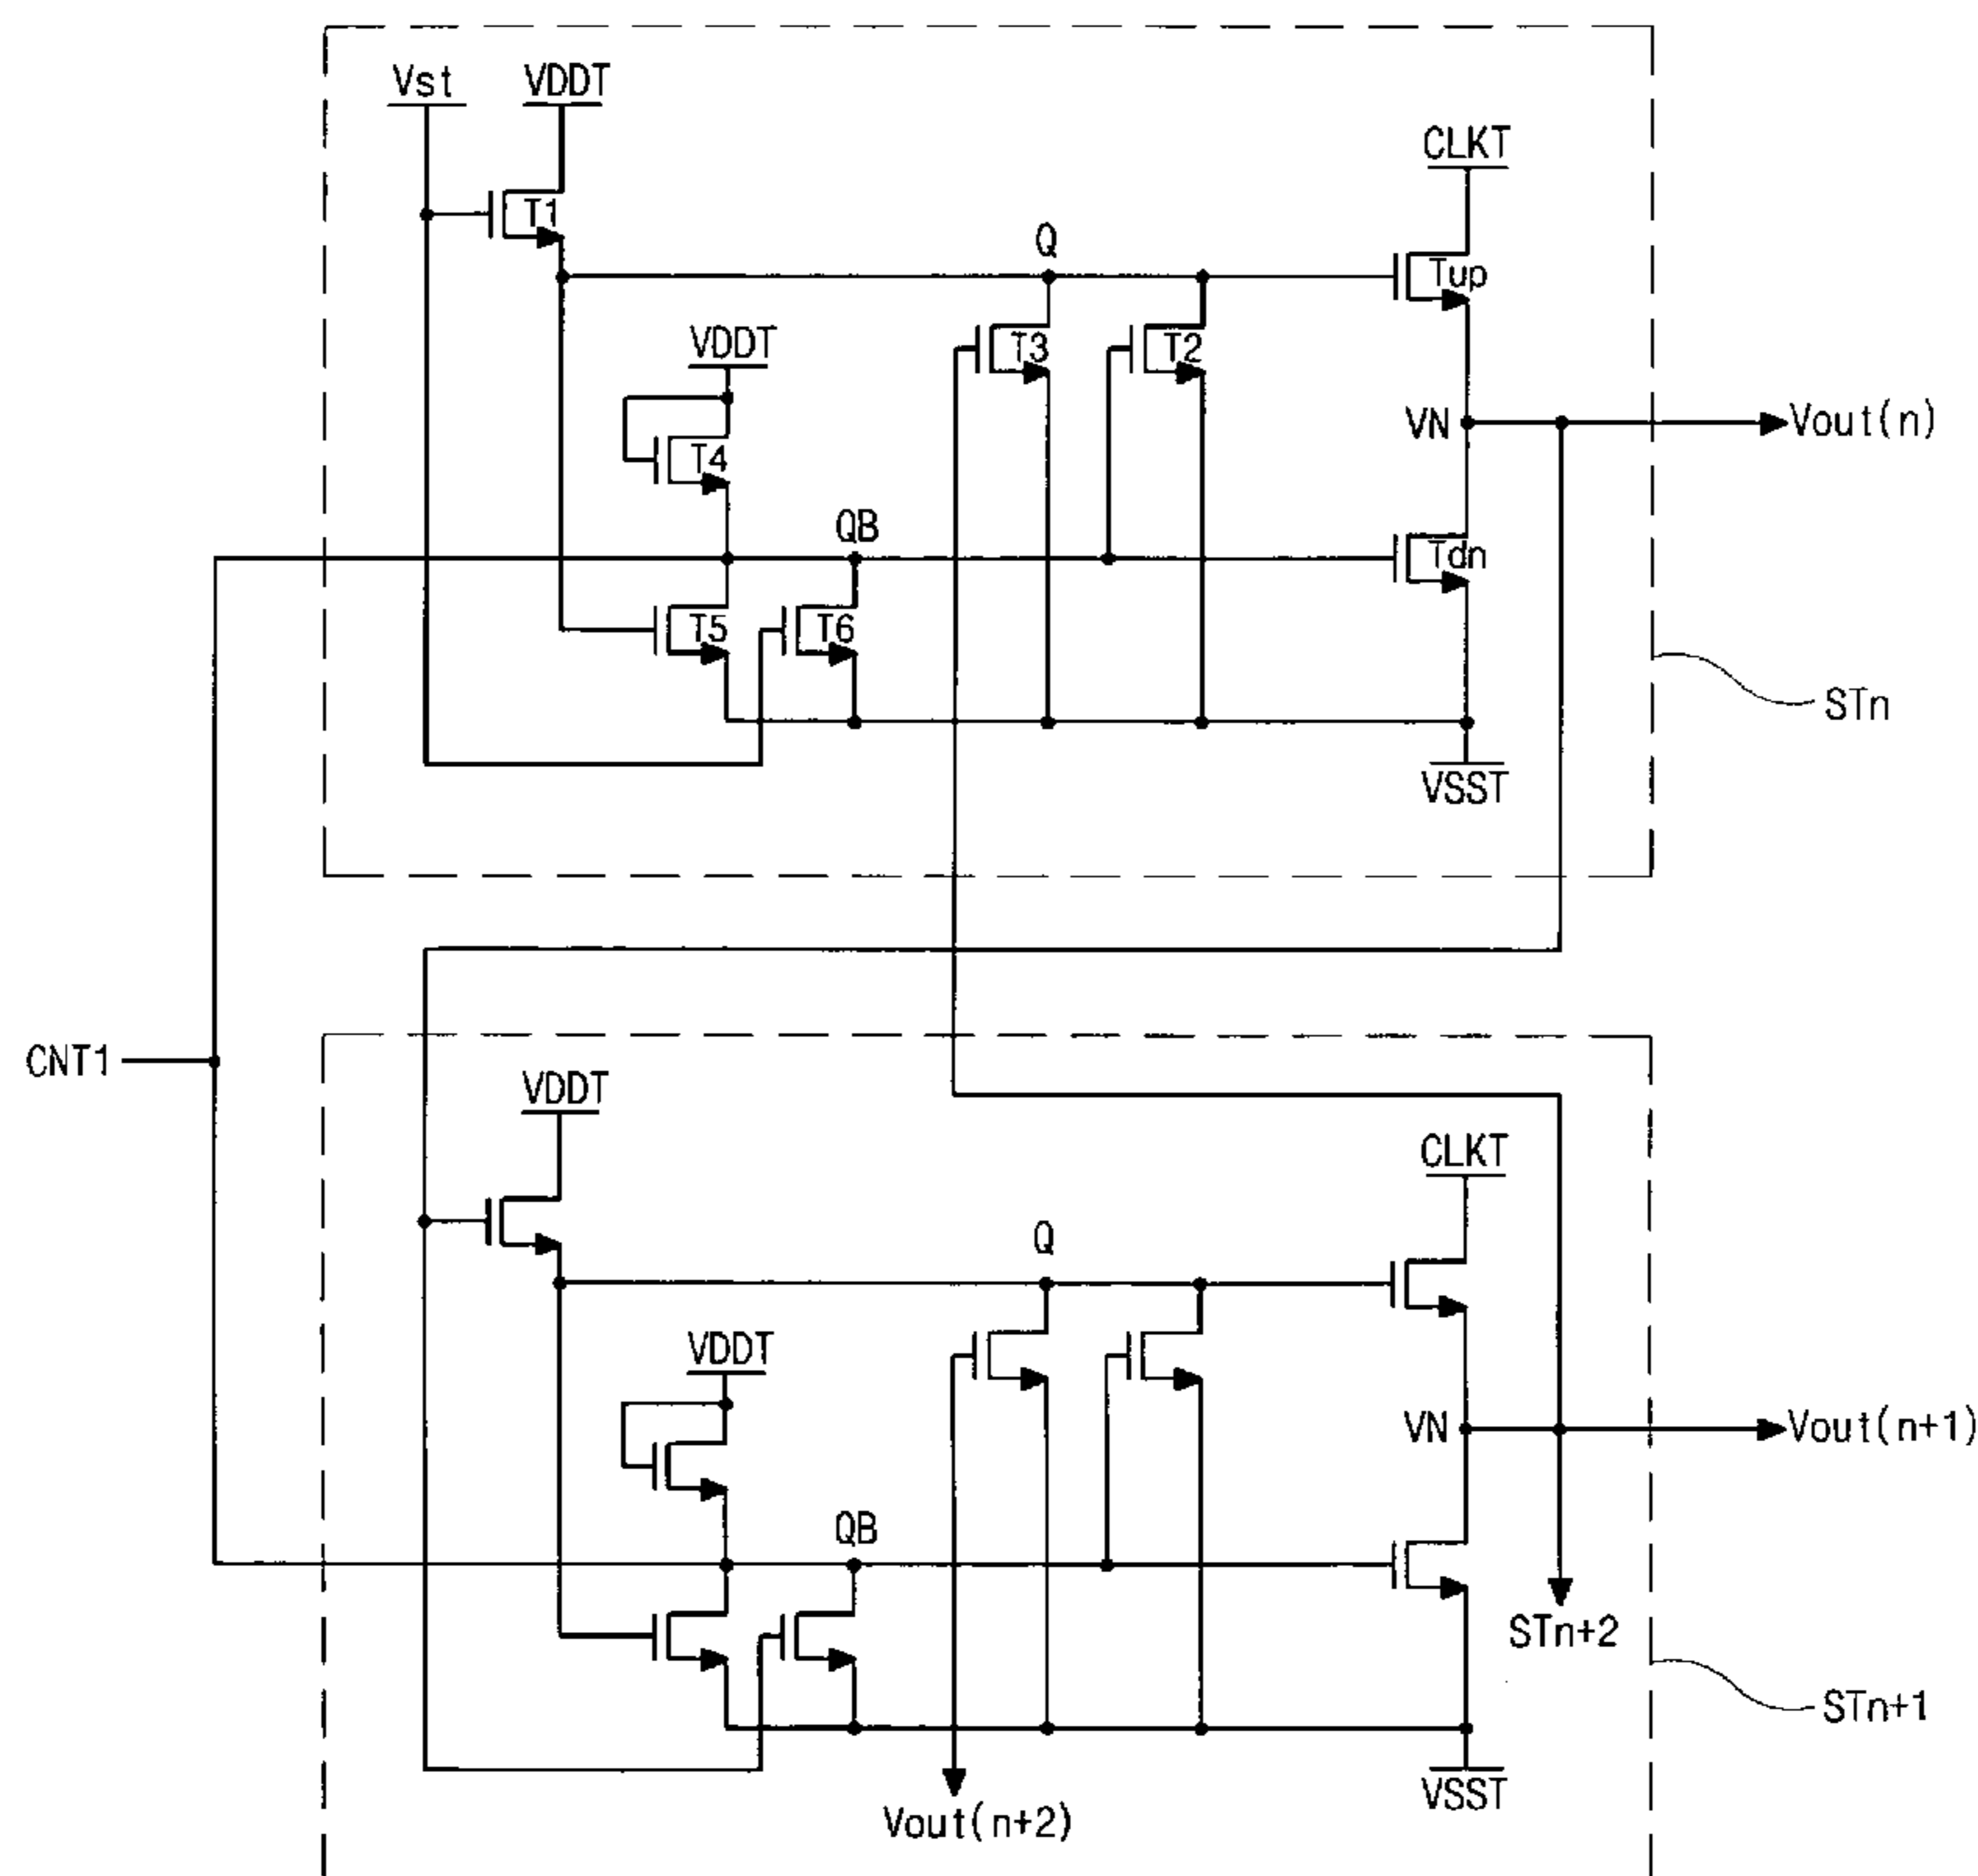 Vst
VDDT
CLKT
T1
Q
Tup
VDDT
T3
T2
VN
Vout(n)
T4
QB
Tdn
T5
T6
STn
VSST
CNT1
VDDT
CLKT
Q
VDDT
VN
Vout(n+1)
QB
STn+2
STn+1
VSST
Vout(n+2)